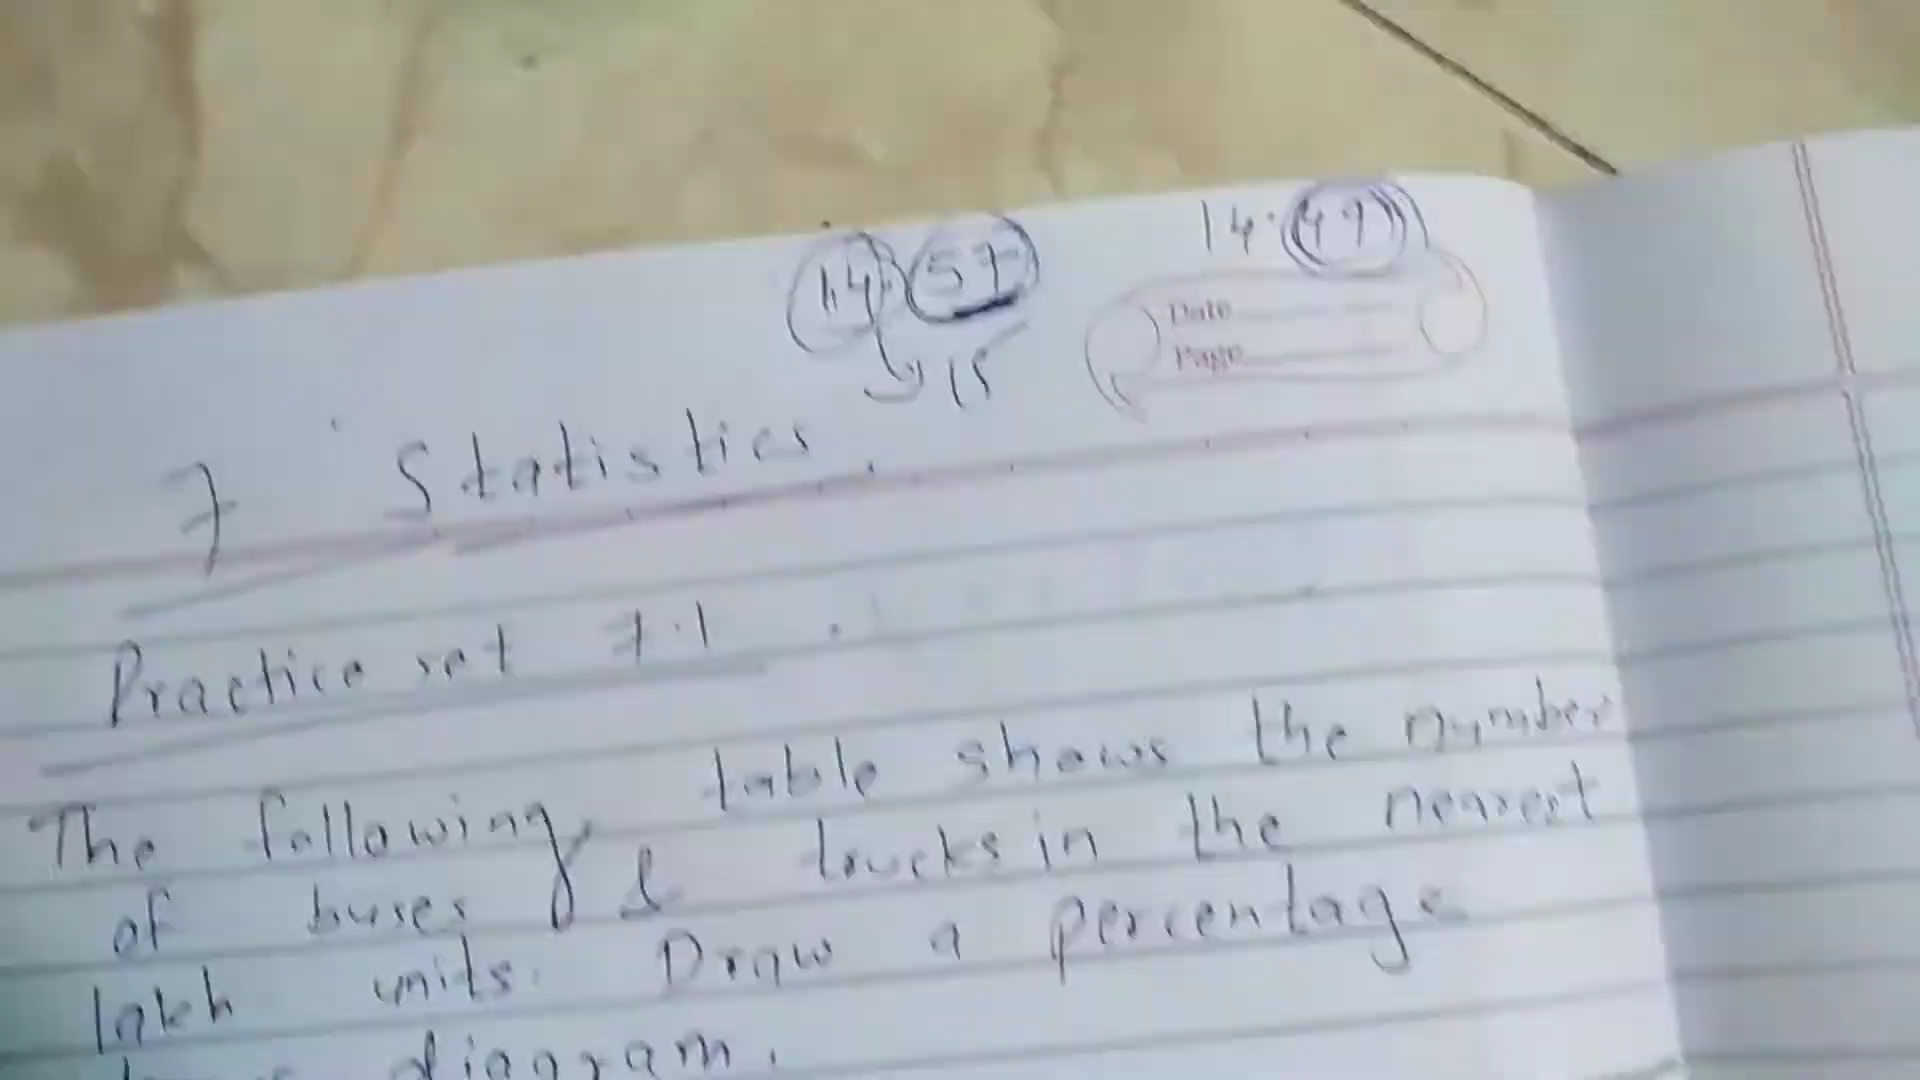 14.57
14.49
→ 15
Date
Page
7 Statistics.
Practice set 7.1.
The following table shows the number
of buses & trucks in the nearest
lakh units. Draw a percentage
diagram.